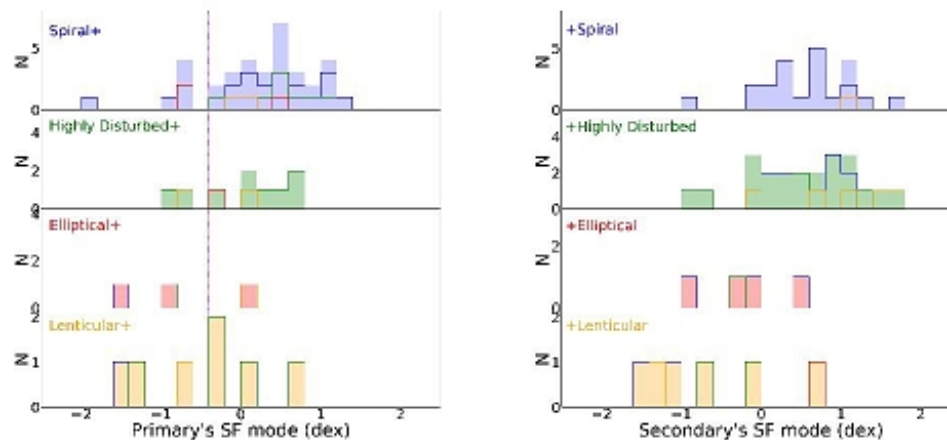 Spiral+
N
5
0
Highly Disturbed+
N
4
2
Elliptical+
N
2
0
Lenticular+
N
2
1
0
−2 −1 0 1 2
Primary's SF mode (dex)
+Spiral
N
5
0
+Highly Disturbed
N
4
2
0
+Elliptical
N
2
0
+Lenticular
N
2
1
0
−2 −1 0 1 2
Secondary's SF mode (dex)